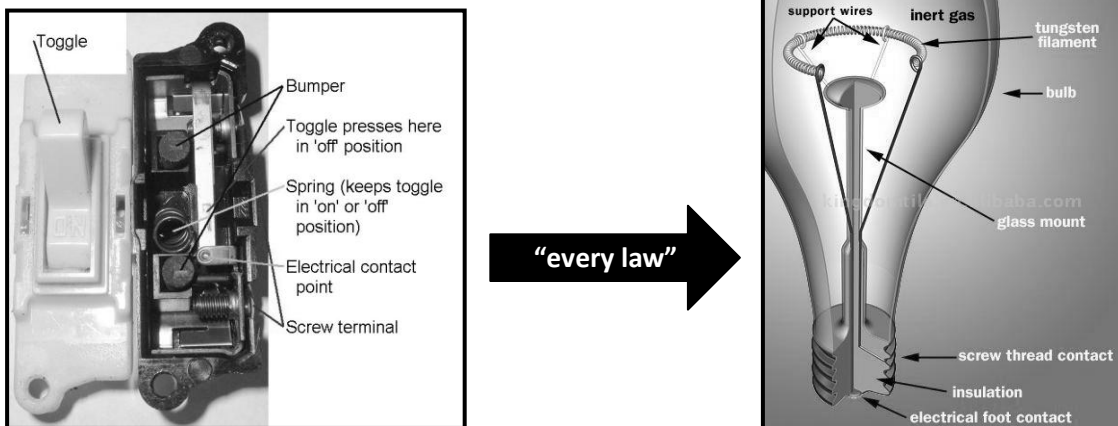 Toggle
ON
Bumper
Toggle presses here
in 'off' position
Spring (keeps toggle
in 'on' or 'off'
position)
Electrical contact
point
Screw terminal
“every law”
support wires
inert gas
tungsten
filament
bulb
glass mount
screw thread contact
insulation
electrical foot contact